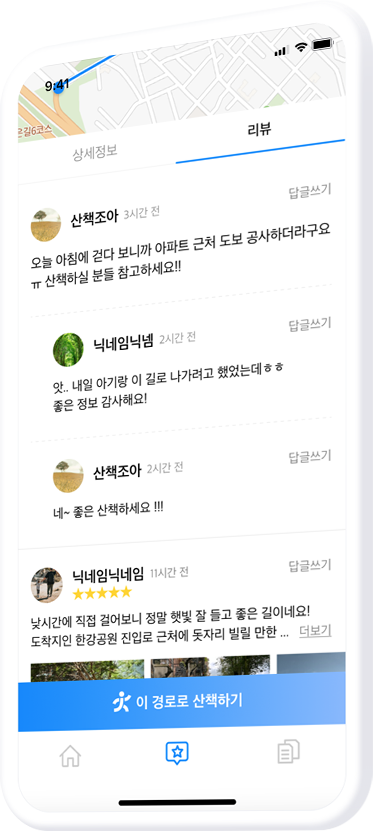 9:41
은길6코스
상세정보
리뷰
산책조아 3시간 전
답글쓰기
오늘 아침에 걷다 보니까 아파트 근처 도보 공사하더라구요
ㅠ 산책하실 분들 참고하세요!!
닉네임닉넴 2시간 전
답글쓰기
앗.. 내일 아기랑 이 길로 나가려고 했었는데ㅎㅎ
좋은 정보 감사해요!
산책조아 2시간 전
답글쓰기
네~ 좋은 산책하세요 !!!
닉네임닉네임 11시간 전
답글쓰기
낮시간에 직접 걸어보니 정말 햇빛 잘 들고 좋은 길이네요!
도착지인 한강공원 진입로 근처에 돗자리 빌릴 만한 ... 더보기
이 경로로 산책하기